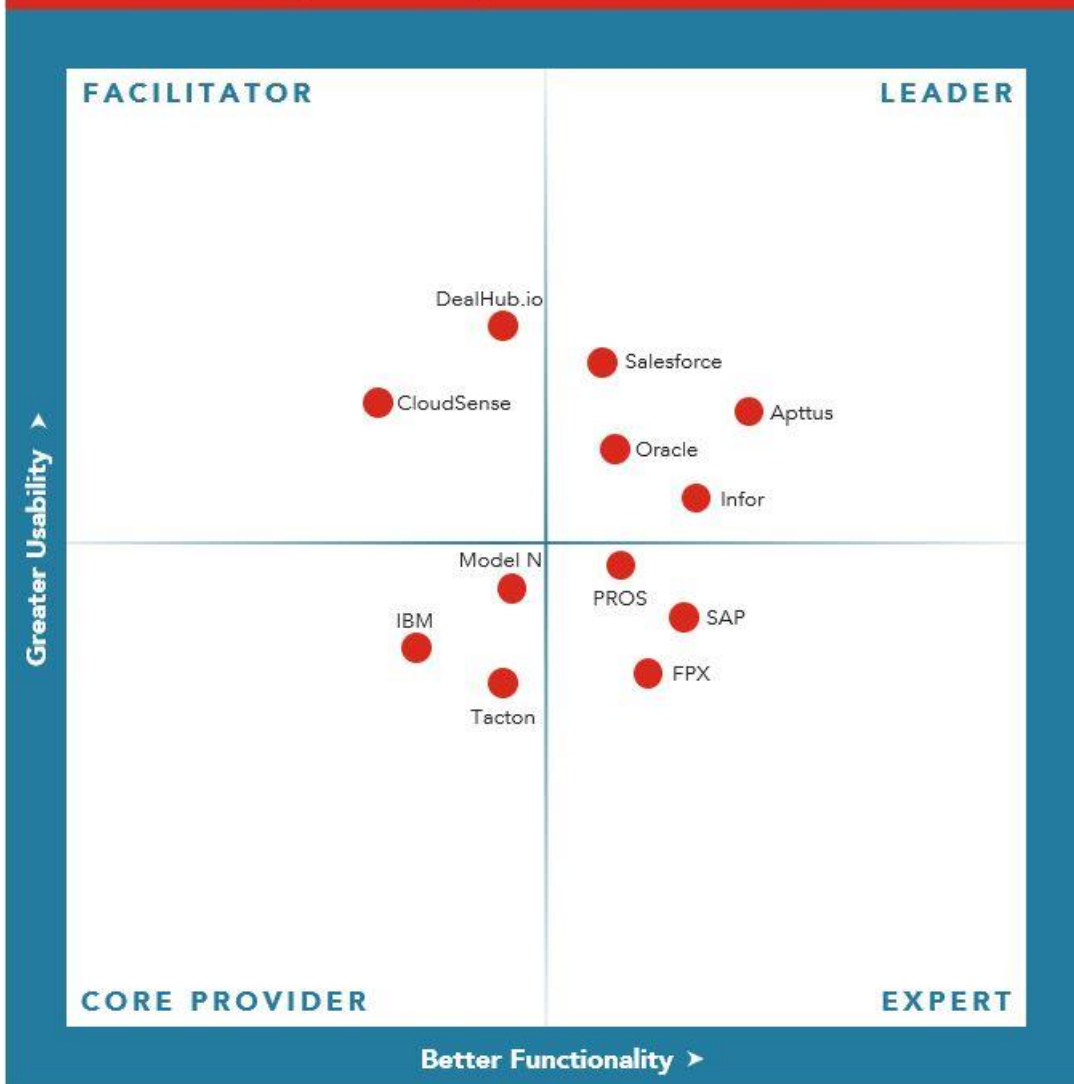 FACILITATOR
LEADER
DealHub.io
Salesforce
CloudSense
Apttus
Oracle
Infor
Model N
PROS
IBM
SAP
FPX
Tacton
Greater Usability ➤
CORE PROVIDER
EXPERT
Better Functionality ➤